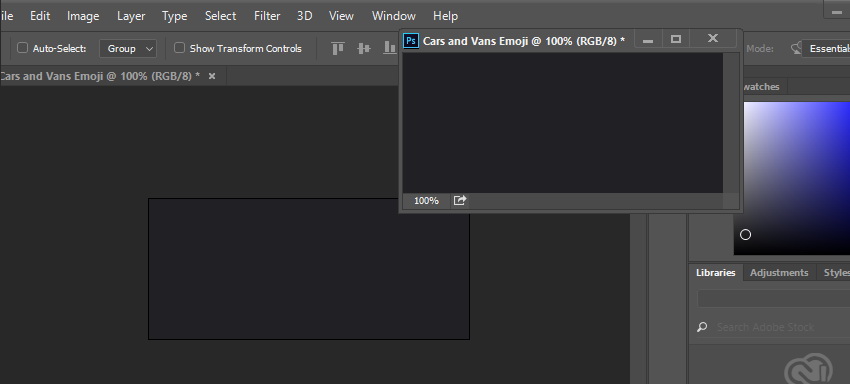 ile Edit Image Layer Type Select Filter 3D View Window Help
Auto-Select: Group Show Transform Controls
Ps Cars and Vans Emoji @ 100% (RGB/8) *
Mode: Essential
Cars and Vans Emoji @ 100% (RGB/8) * ×
watches
100%
Libraries Adjustments Styles
Search Adobe Stock